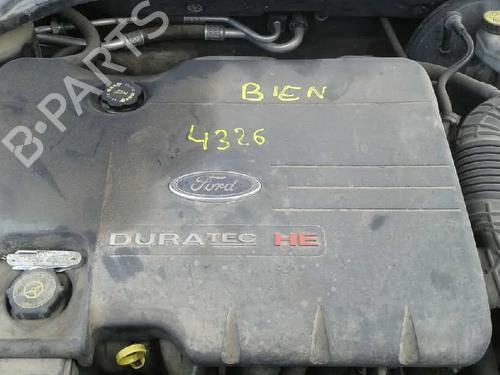 BIEN
4326
Ford
DURATEC HE
B-PARTS